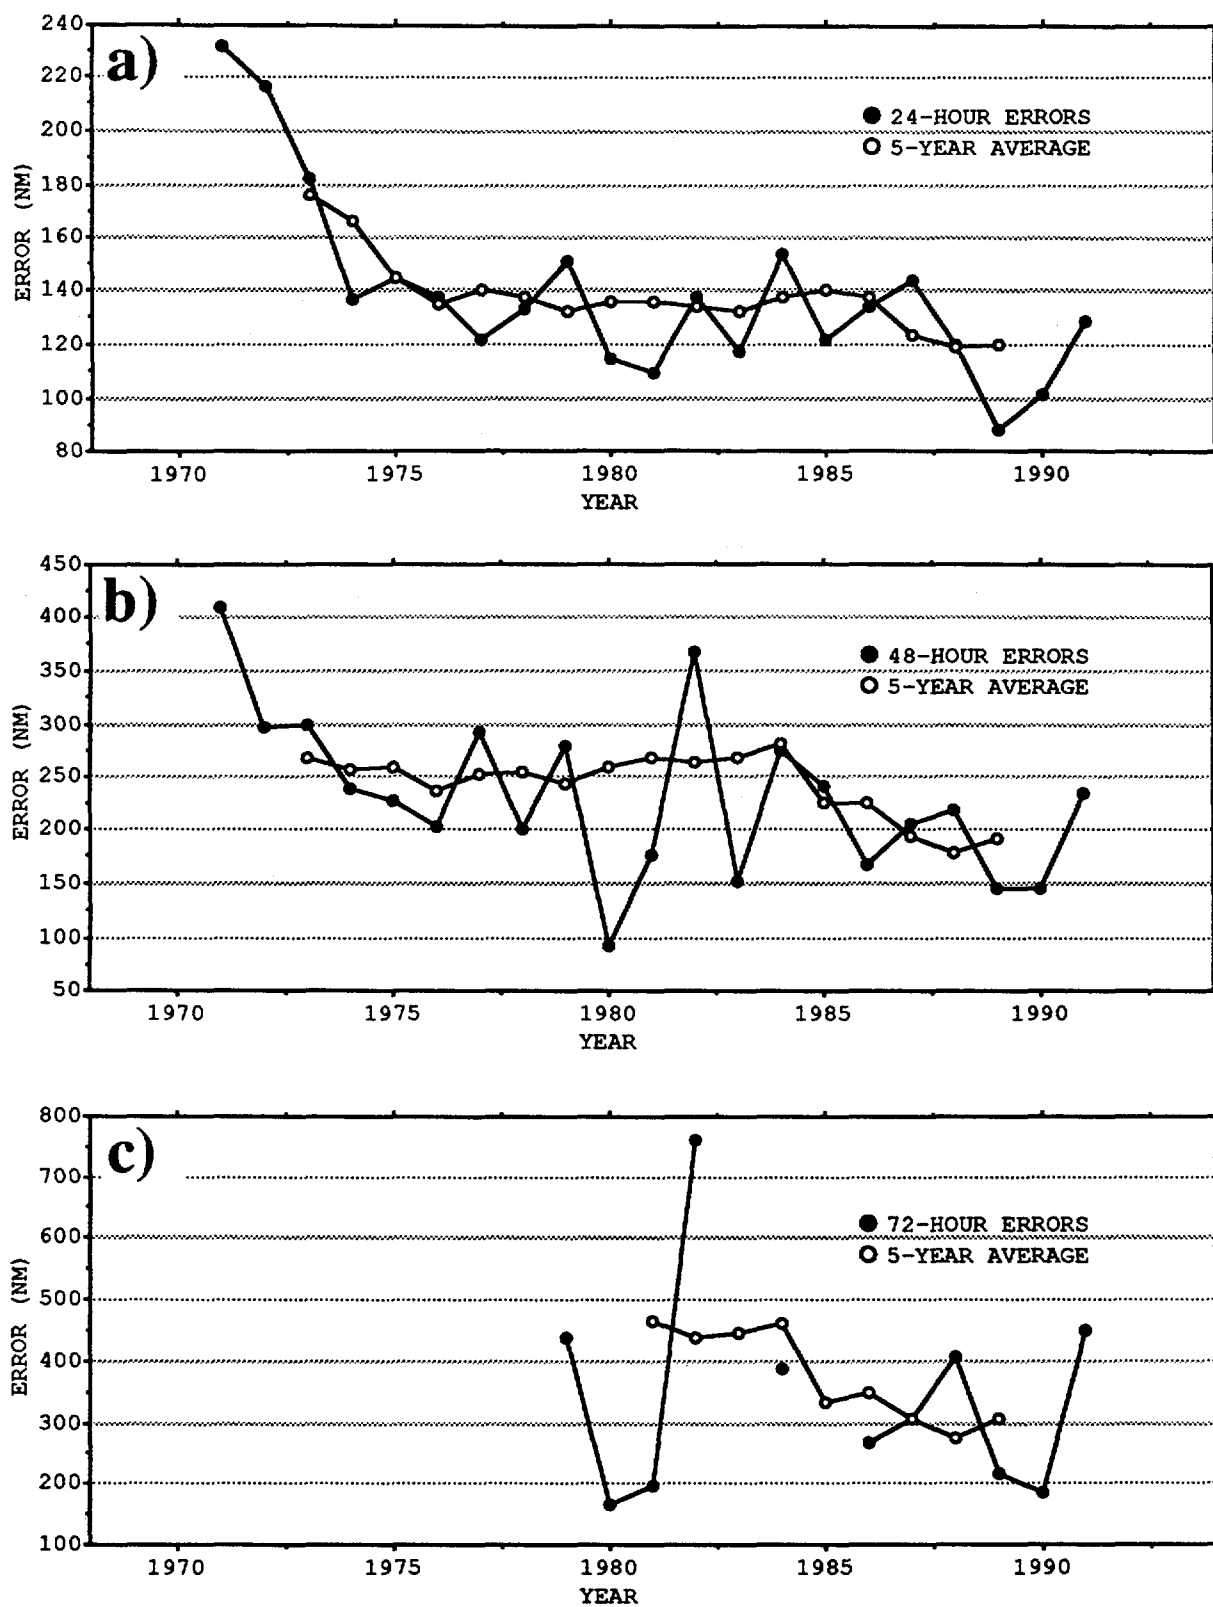 a)
240
220
200
180
160
140
120
100
80
ERROR (NM)
● 24-HOUR ERRORS
○ 5-YEAR AVERAGE
1970 1975 1980 1985 1990
YEAR
b)
450
400
350
300
250
200
150
100
50
ERROR (NM)
● 48-HOUR ERRORS
○ 5-YEAR AVERAGE
1970 1975 1980 1985 1990
YEAR
c)
800
700
600
500
400
300
200
100
ERROR (NM)
● 72-HOUR ERRORS
○ 5-YEAR AVERAGE
1970 1975 1980 1985 1990
YEAR